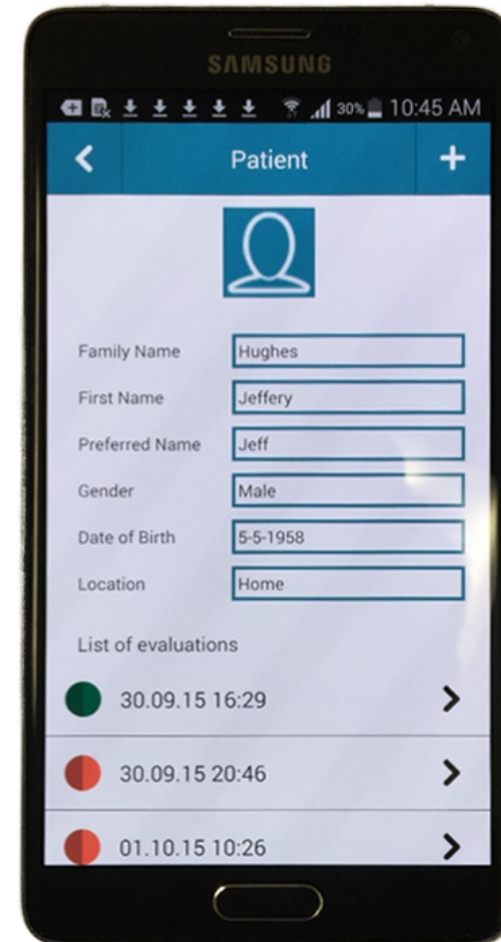 SAMSUNG
30% 10:45 AM
Patient
Family Name Hughes
First Name Jeffery
Preferred Name Jeff
Gender Male
Date of Birth 5-5-1958
Location Home
List of evaluations
30.09.15 16:29
30.09.15 20:46
01.10.15 10:26